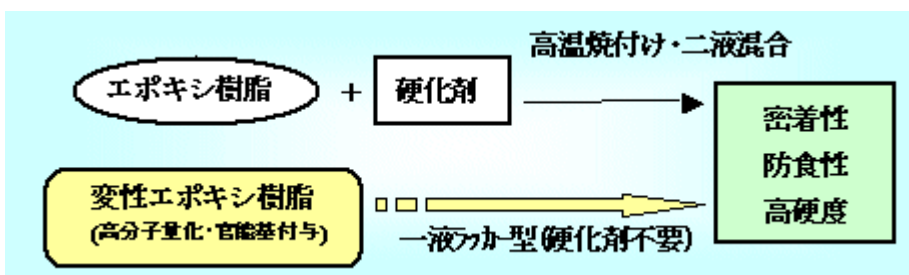 高温焼付け・二液混合
エポキシ樹脂 + 硬化剤
密着性
防食性
高硬度
変性エポキシ樹脂
(高分子量化・官能基付与)
一液ﾗｯｶｰ型(硬化剤不要)